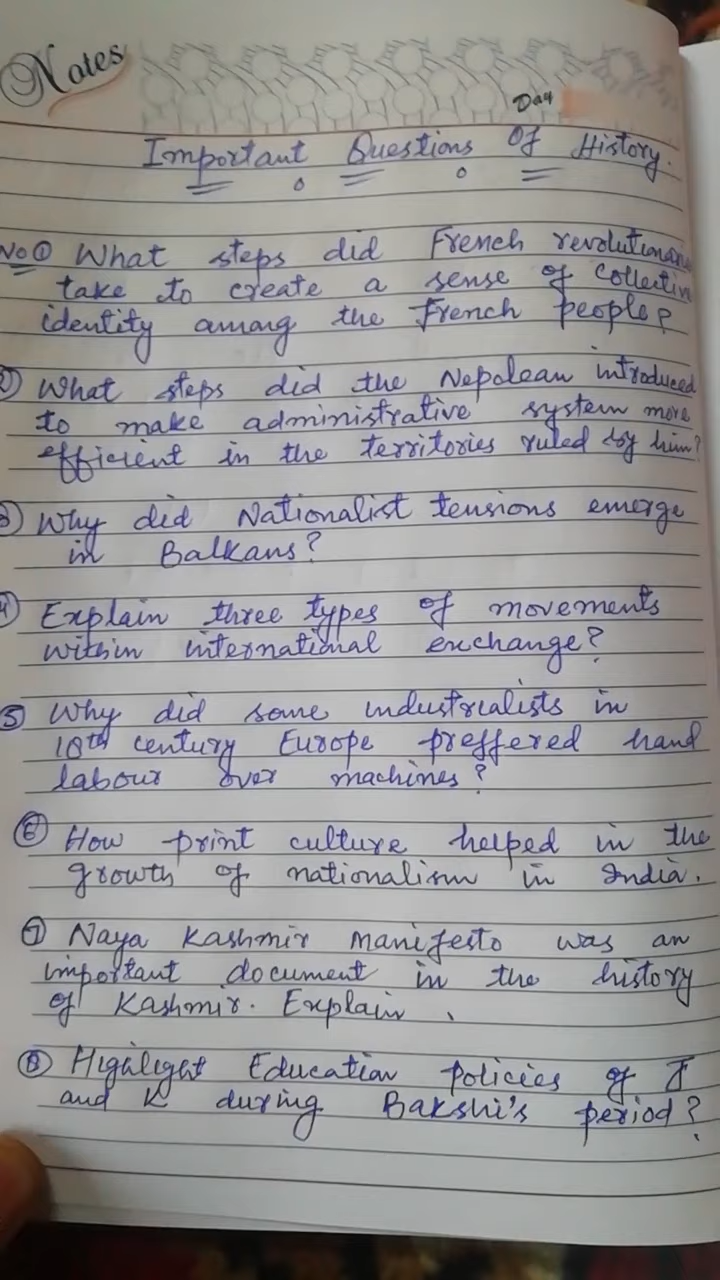 Notes
Day
Important Questions Of History.
No ① What steps did French revolutionarie
take to create a sense of collective
identity among the French people?
② What steps did the Nepolean introduced
to make administrative system more
efficient in the territories ruled by him?
③ Why did Nationalist tensions emerge
in Balkans?
④ Explain three types of movements
within international exchange?
⑤ Why did some industrialists in
18th century Europe preffered hand
labour over machines?
⑥ How print culture helped in the
growth of nationalism in India.
⑦ Naya Kashmir Manifesto was an
important document in the history
of Kashmir. Explain.
⑧ Higaligat Education policies of J
and K during Bakshi's period?